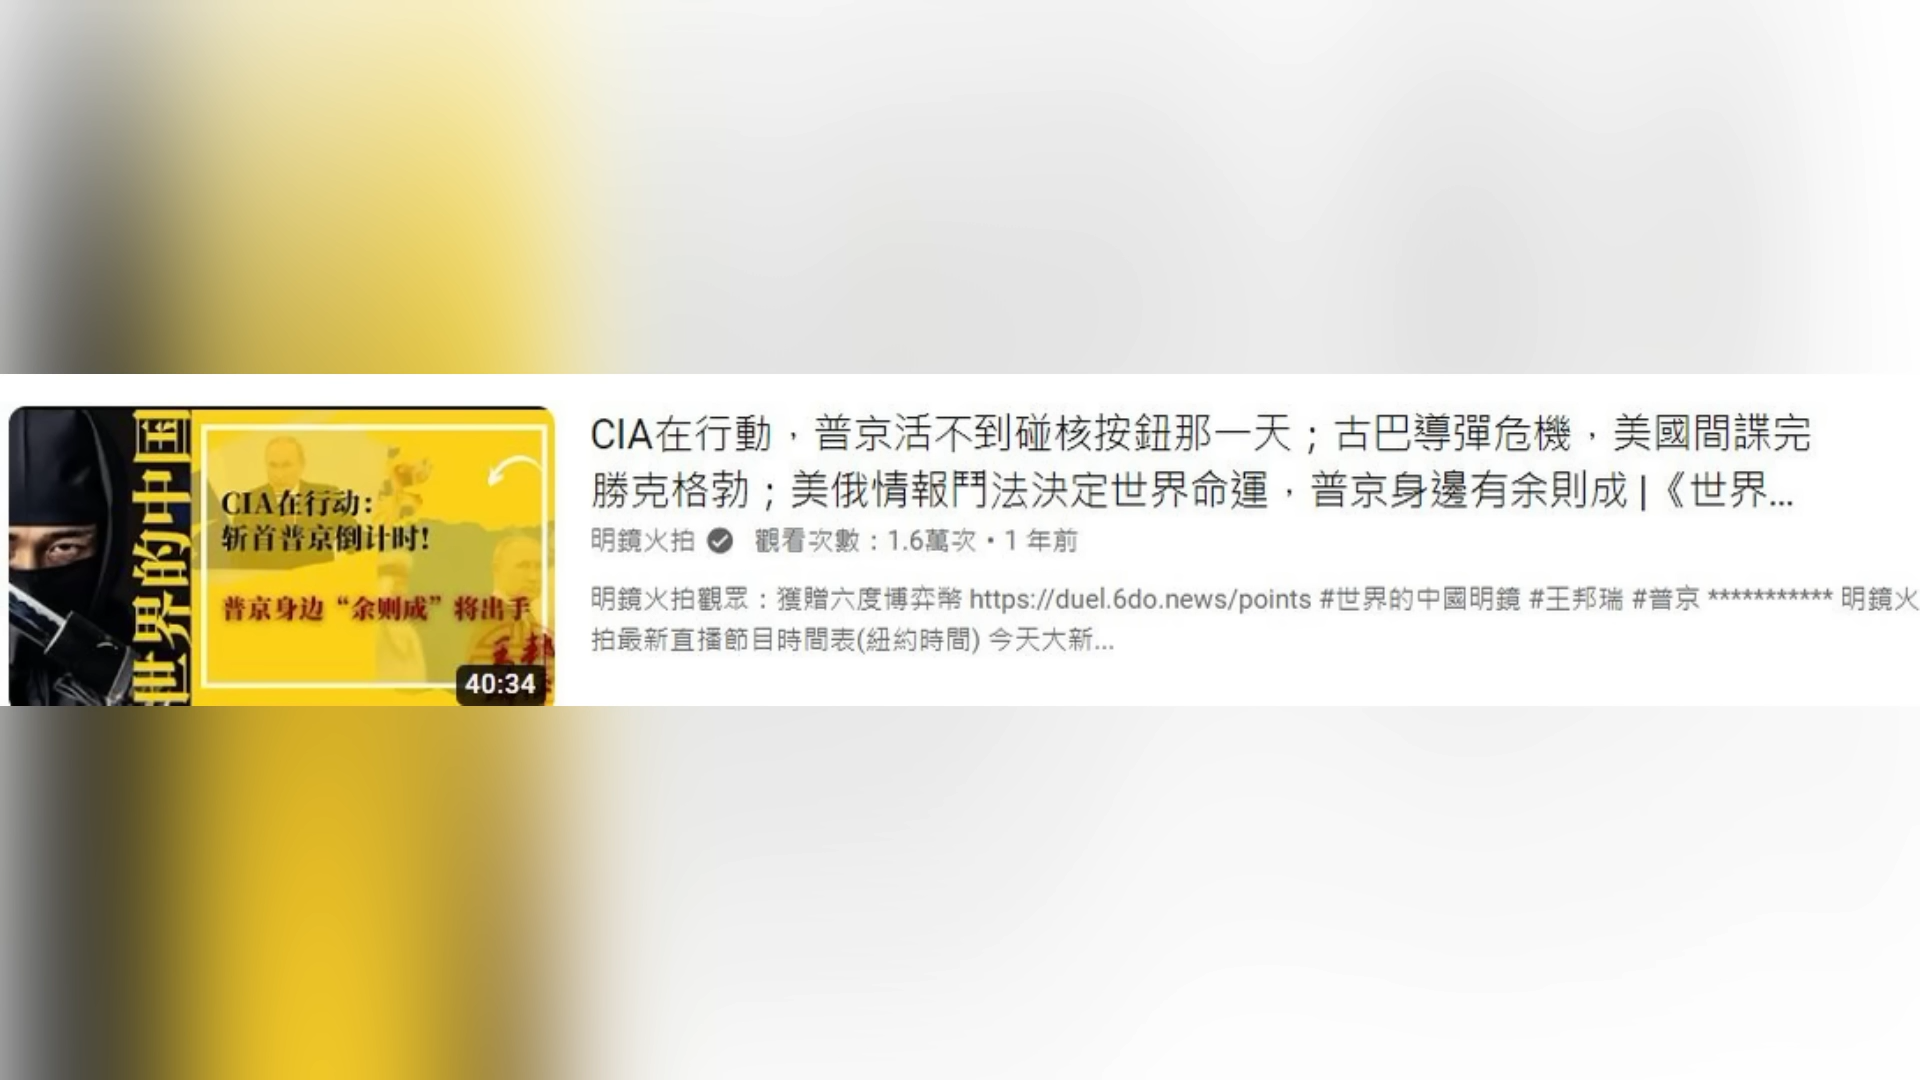 世界的中国
CIA在行动：
斩首普京倒计时！
普京身边“余则成”将出手
40:34
CIA在行動，普京活不到碰核按鈕那一天；古巴導彈危機，美國間諜完
勝克格勃；美俄情報鬥法決定世界命運，普京身邊有余則成 |《世界...
明鏡火拍 觀看次數：1.6萬次・1 年前
明鏡火拍觀眾：獲贈六度博弈幣 https://duel.6do.news/points #世界的中國明鏡 #王邦瑞 #普京 *********** 明鏡火
拍最新直播節目時間表(紐約時間) 今天大新...